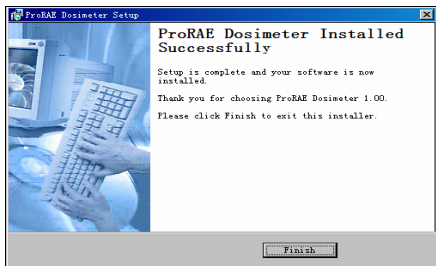 ProRAE Dosimeter Setup
ProRAE Dosimeter Installed
Successfully
Setup is complete and your software is now
installed.
Thank you for choosing ProRAE Dosimeter 1.00.
Please click Finish to exit this installer.
Finish